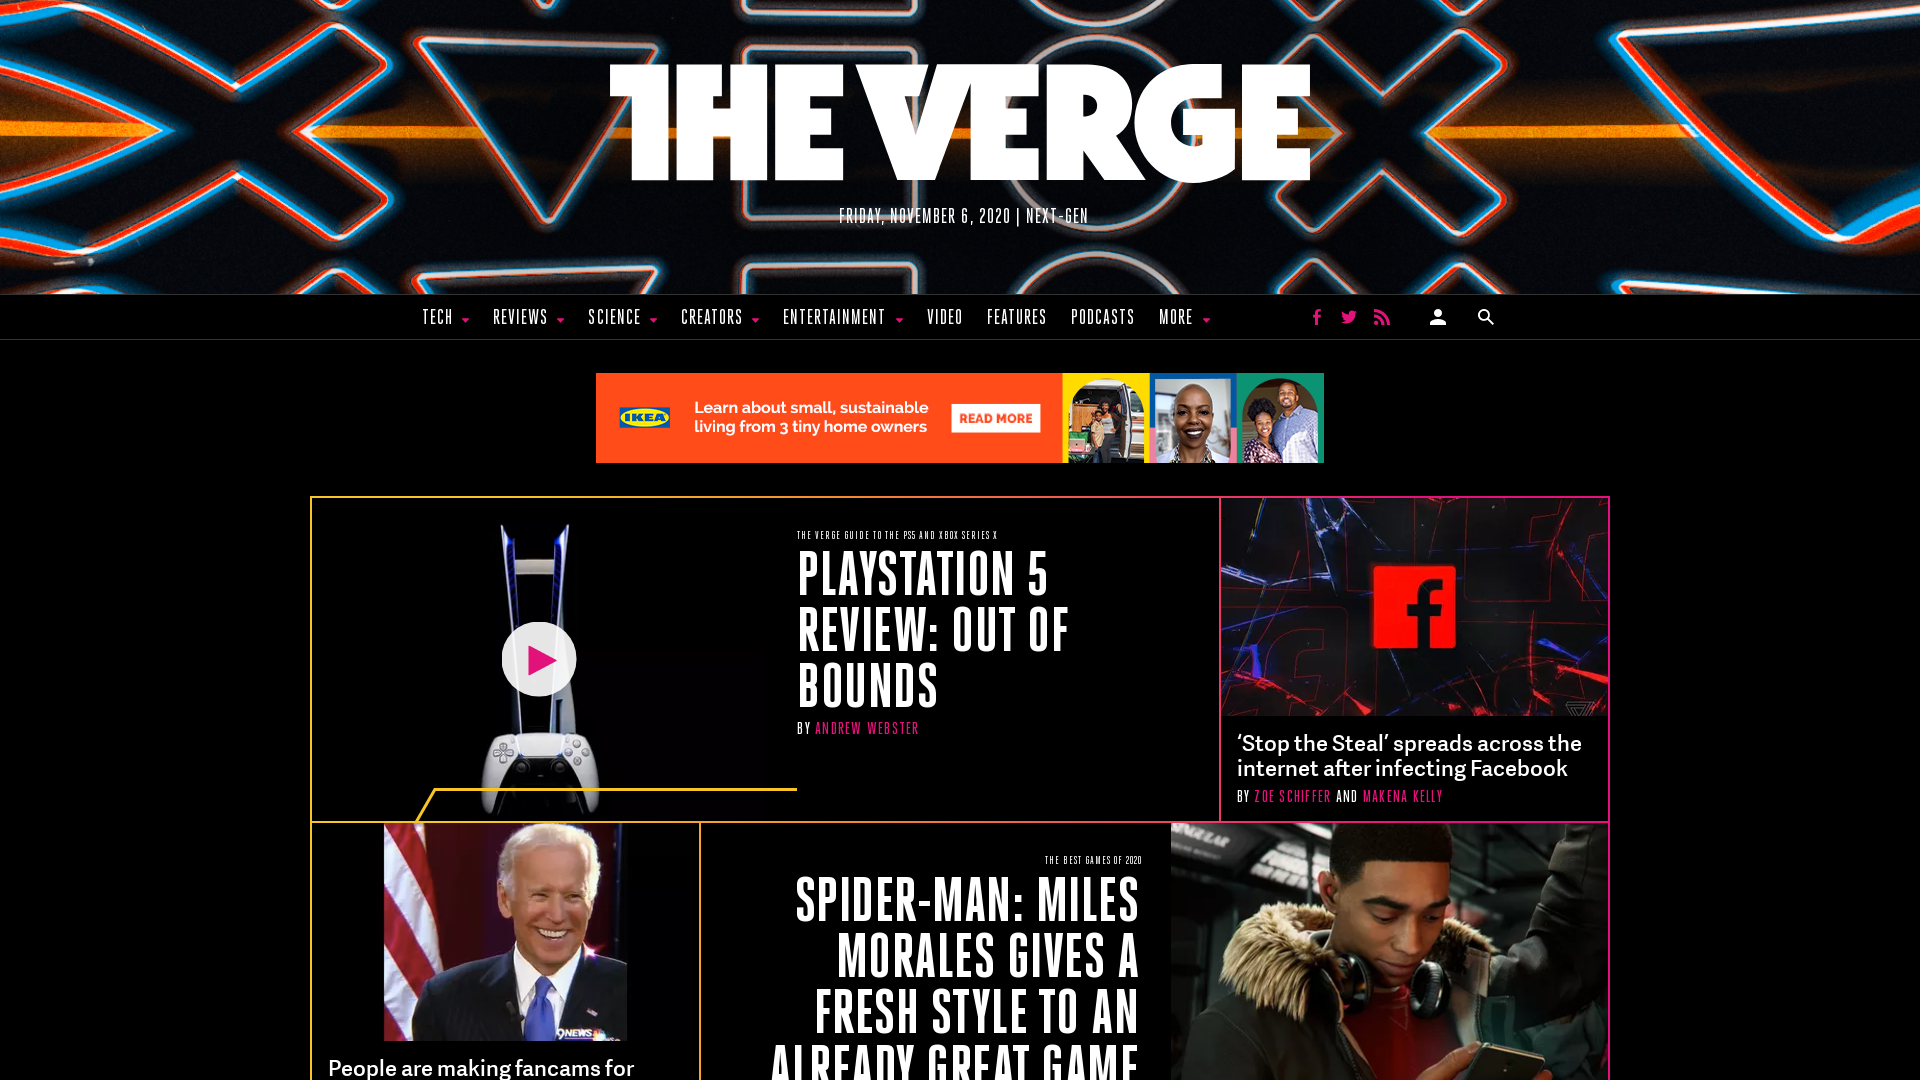 THE VERGE
FRIDAY, NOVEMBER 6, 2020 | NEXT-GEN
TECH REVIEWS SCIENCE CREATORS ENTERTAINMENT VIDEO FEATURES PODCASTS MORE
IKEA
Learn about small, sustainable
living from 3 tiny home owners
READ MORE
THE VERGE GUIDE TO THE PS5 AND XBOX SERIES X
PLAYSTATION 5
REVIEW: OUT OF
BOUNDS
BY ANDREW WEBSTER
‘Stop the Steal’ spreads across the
internet after infecting Facebook
BY ZOE SCHIFFER AND MAKENA KELLY
9NEWS
People are making fancams for
THE BEST GAMES OF 2020
SPIDER-MAN: MILES
MORALES GIVES A
FRESH STYLE TO AN
ALREADY GREAT GAME